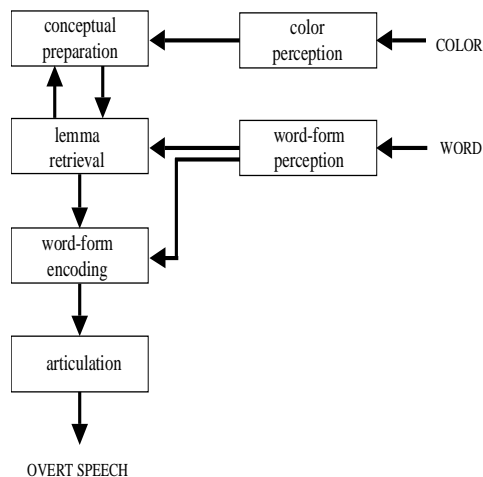 conceptual
preparation
color
perception
COLOR
lemma
retrieval
word-form
perception
WORD
word-form
encoding
articulation
OVERT SPEECH